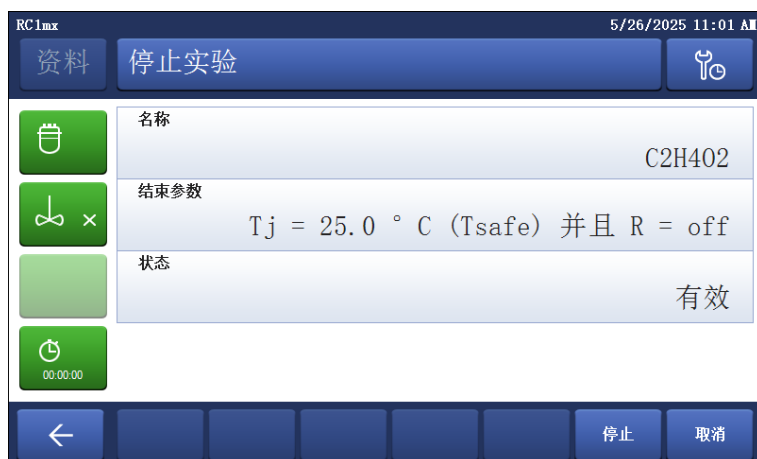 RC1mx 5/26/2025 11:01 AM
资料 停止实验
名称
C2H4O2
结束参数
Tj = 25.0 ° C (Tsafe) 并且 R = off
状态
有效
00:00:00
停止 取消